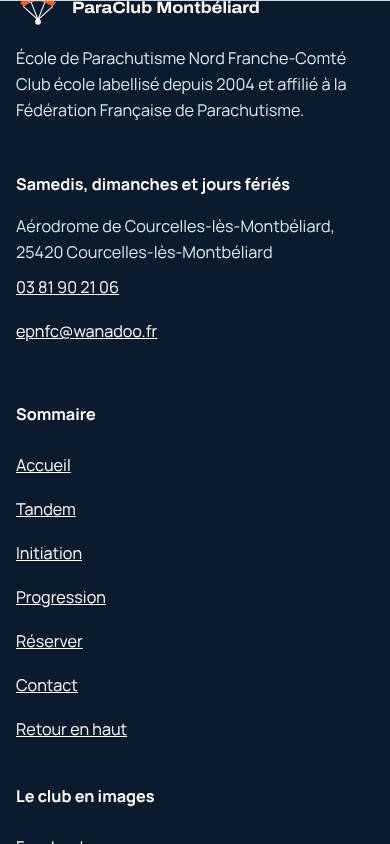 ParaClub Montbéliard
École de Parachutisme Nord Franche-Comté
Club école labellisé depuis 2004 et affilié à la
Fédération Française de Parachutisme.
Samedis, dimanches et jours fériés
Aérodrome de Courcelles-lès-Montbéliard,
25420 Courcelles-lès-Montbéliard
03 81 90 21 06
epnfc@wanadoo.fr
Sommaire
Accueil
Tandem
Initiation
Progression
Réserver
Contact
Retour en haut
Le club en images